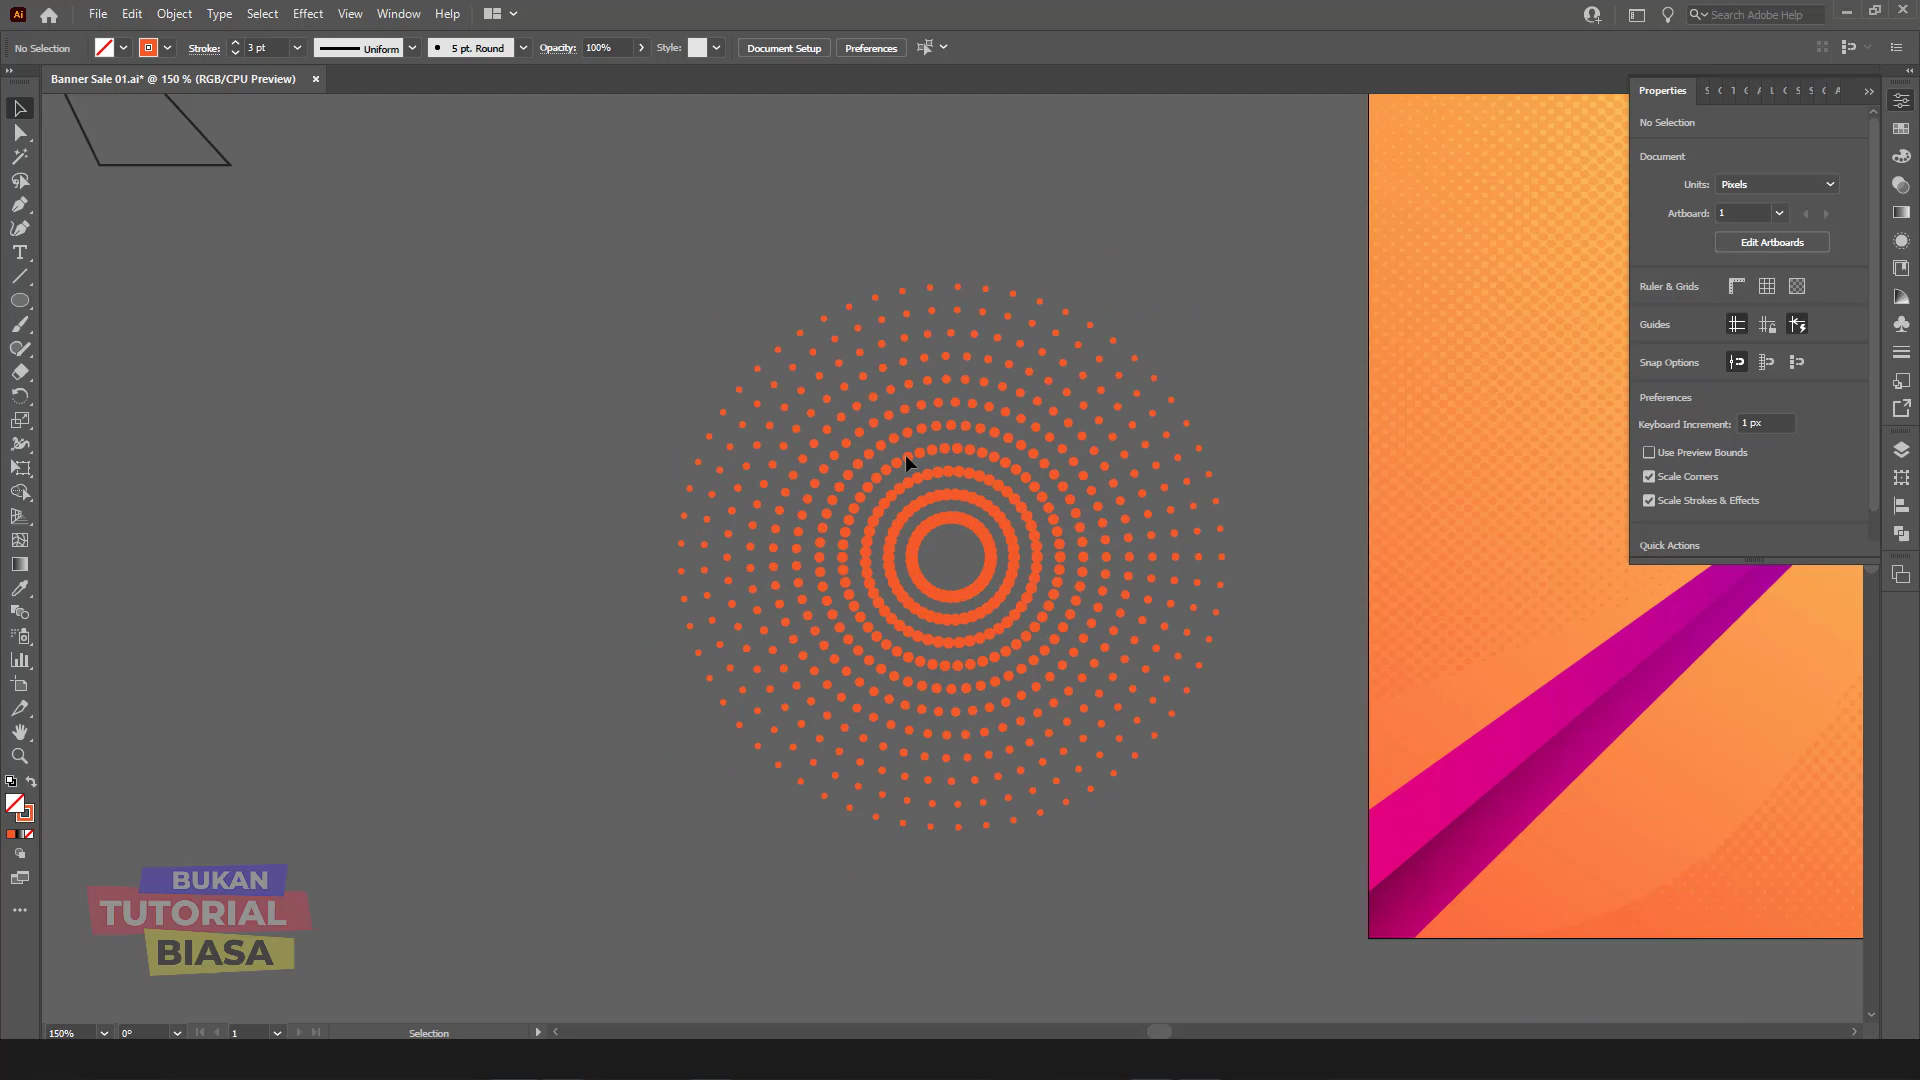 Ai File Edit Object Type Select Effect View Window Help Search Adobe Help
No Selection Stroke: 3 pt Uniform 5 pt. Round Opacity: 100% Style: Document Setup Preferences
Banner Sale 01.ai* @ 150 % (RGB/CPU Preview) ×
Properties S C T G A L C S S C A
No Selection
Document
Units: Pixels
Artboard: 1
Edit Artboards
Ruler & Grids
Guides
Snap Options
Preferences
Keyboard Increment: 1 px
Use Preview Bounds
Scale Corners
Scale Strokes & Effects
Quick Actions
BUKAN
TUTORIAL
BIASA
150% 0° 1 Selection